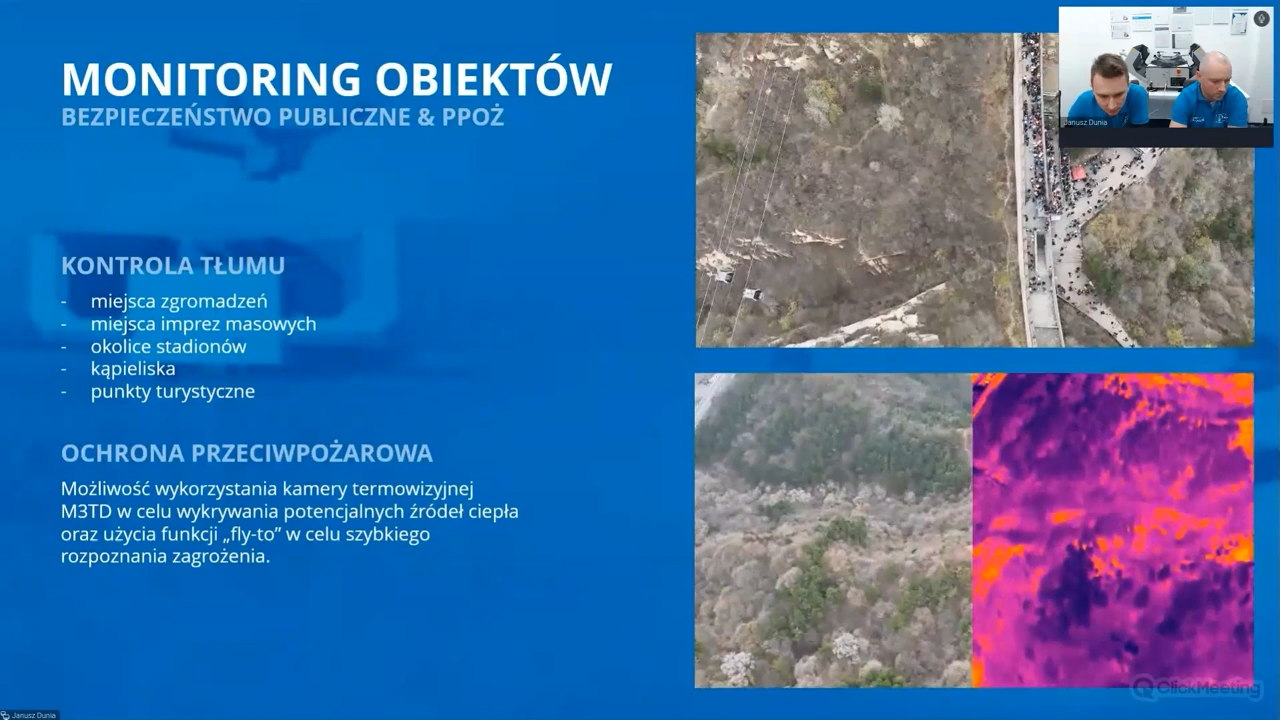 MONITORING OBIEKTÓW
BEZPIECZEŃSTWO PUBLICZNE & PPOŻ
KONTROLA TŁUMU
- miejsca zgromadzeń
- miejsca imprez masowych
- okolice stadionów
- kąpieliska
- punkty turystyczne
OCHRONA PRZECIWPOŻAROWA
Możliwość wykorzystania kamery termowizyjnej
M3TD w celu wykrywania potencjalnych źródeł ciepła
oraz użycia funkcji „fly-to” w celu szybkiego
rozpoznania zagrożenia.
Janusz Dunia
ClickMeeting
Janusz Dunia